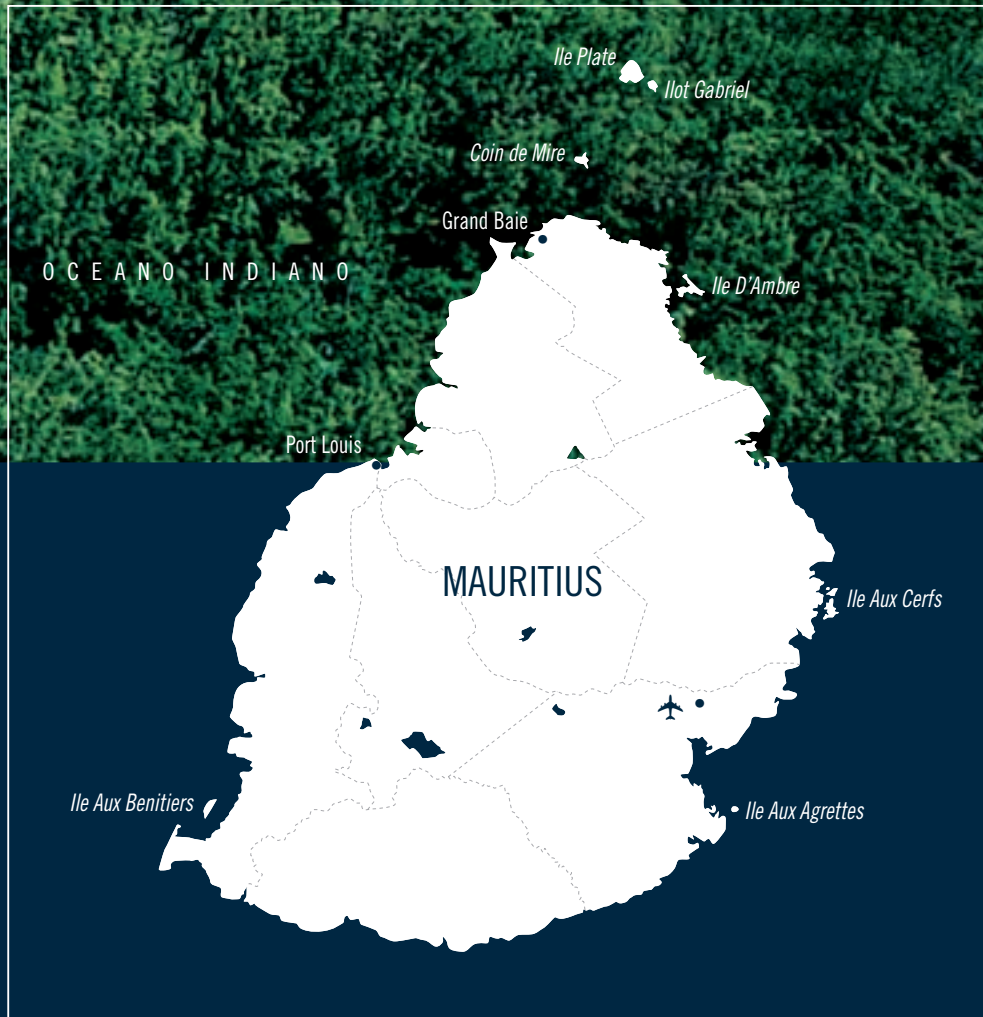 Ile Plate
Ilot Gabriel
Coin de Mire
Grand Baie
OCEANO INDIANO
Ile D'Ambre
Port Louis
MAURITIUS
Ile Aux Cerfs
Ile Aux Benitiers
Ile Aux Agrettes